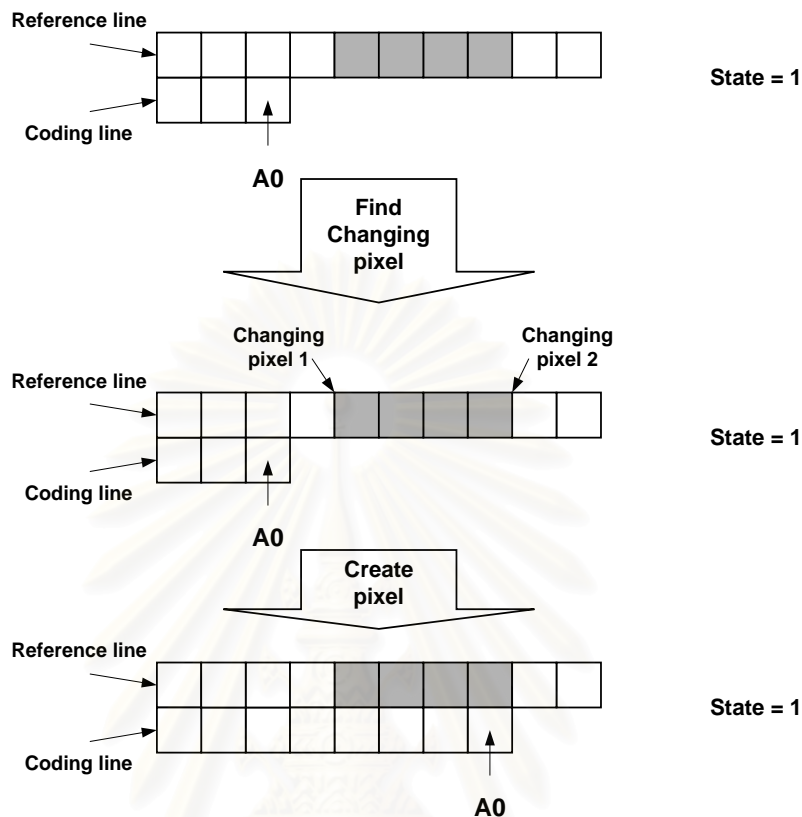 Reference line
State = 1
Coding line
A0
Find
Changing
pixel
Changing
pixel 1
Changing
pixel 2
Reference line
State = 1
Coding line
A0
Create
pixel
Reference line
State = 1
Coding line
A0